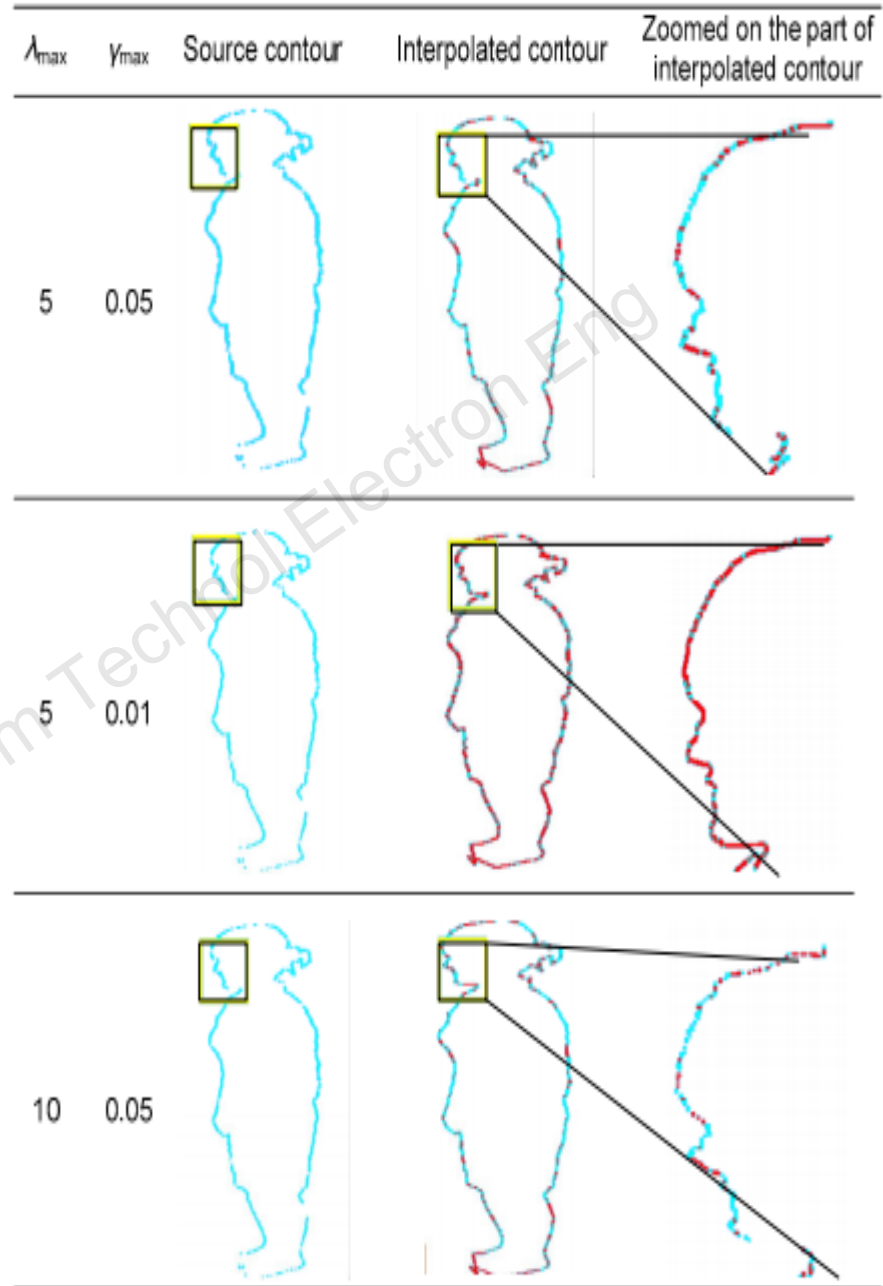 λmax γmax Source contour Interpolated contour Zoomed on the part of interpolated contour
5 0.05
5 0.01
10 0.05
m Technol Electron Eng